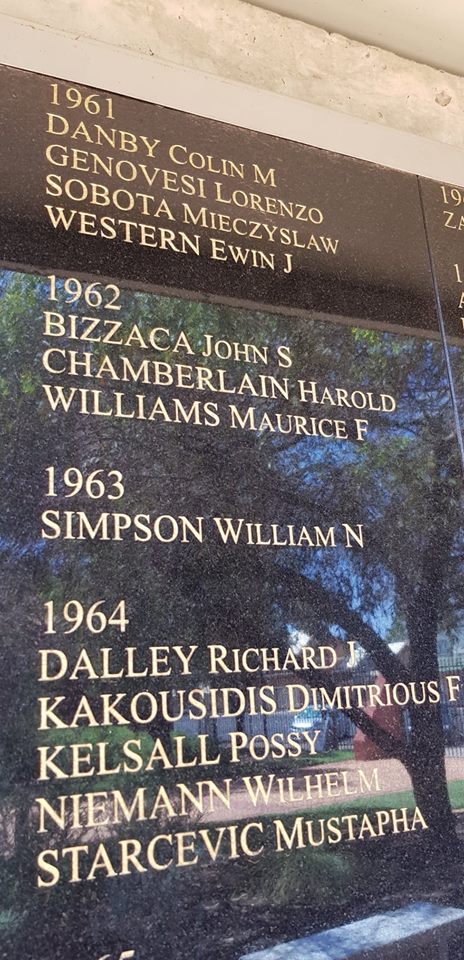 1961
DANBY COLIN M
GENOVESI LORENZO
SOBOTA MIECZYSLAW
WESTERN EWIN J
1962
BIZZACA JOHN S
CHAMBERLAIN HAROLD
WILLIAMS MAURICE F
1963
SIMPSON WILLIAM N
1964
DALLEY RICHARD J
KAKOUSIDIS DIMITRIOUS F
KELSALL POSSY
NIEMANN WILHELM
STARCEVIC MUSTAPHA